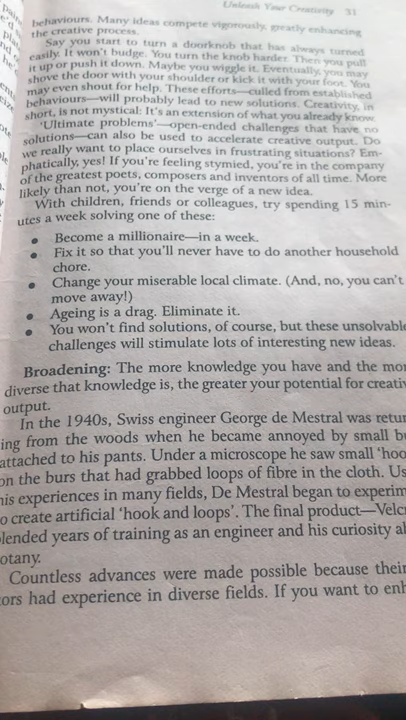 Unleash Your Creativity 31
behaviours. Many ideas compete vigorously, greatly enhancing
the creative process.
Say you start to turn a doorknob that has always turned
easily. It won't budge. You turn the knob harder. Then you pull
it up or push it down. Maybe you wiggle it. Eventually, you may
shove the door with your shoulder or kick it with your foot. You
may even shout for help. These efforts—culled from established
behaviours—will probably lead to new solutions. Creativity, in
short, is not mystical: It's an extension of what you already know.
'Ultimate problems'—open-ended challenges that have no
solutions—can also be used to accelerate creative output. Do
we really want to place ourselves in frustrating situations? Em-
phatically, yes! If you're feeling stymied, you're in the company
of the greatest poets, composers and inventors of all time. More
likely than not, you're on the verge of a new idea.
With children, friends or colleagues, try spending 15 min-
utes a week solving one of these:
• Become a millionaire—in a week.
• Fix it so that you'll never have to do another household
chore.
• Change your miserable local climate. (And, no, you can't
move away!)
• Ageing is a drag. Eliminate it.
• You won't find solutions, of course, but these unsolvable
challenges will stimulate lots of interesting new ideas.
Broadening: The more knowledge you have and the mor
diverse that knowledge is, the greater your potential for creativ
output.
In the 1940s, Swiss engineer George de Mestral was retur
ing from the woods when he became annoyed by small bu
attached to his pants. Under a microscope he saw small 'hoo
on the burs that had grabbed loops of fibre in the cloth. Us
his experiences in many fields, De Mestral began to experim
o create artificial 'hook and loops'. The final product—Velcr
lended years of training as an engineer and his curiosity ab
otany.
Countless advances were made possible because their
tors had experience in diverse fields. If you want to enh